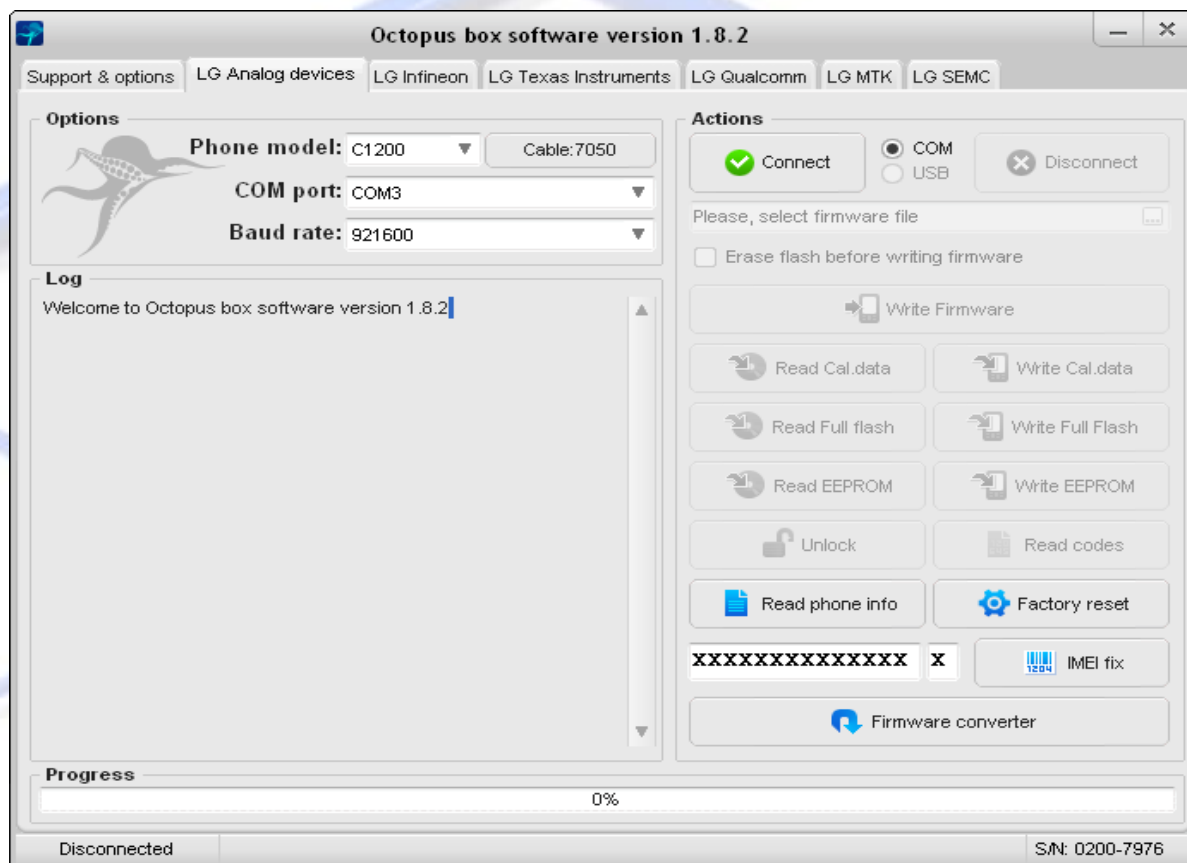 Octopus box software version 1.8.2
Support & options LG Analog devices LG Infineon LG Texas Instruments LG Qualcomm LG MTK LG SEMC
Options
Phone model: C1200 Cable:7050
COM port: COM3
Baud rate: 921600
Log
Welcome to Octopus box software version 1.8.2
Actions
Connect COM USB Disconnect
Please, select firmware file ...
Erase flash before writing firmware
Write Firmware
Read Cal.data Write Cal.data
Read Full flash Write Full Flash
Read EEPROM Write EEPROM
Unlock Read codes
Read phone info Factory reset
XXXXXXXXXXXXXX X 1204 IMEI fix
Firmware converter
Progress
0%
Disconnected S/N: 0200-7976